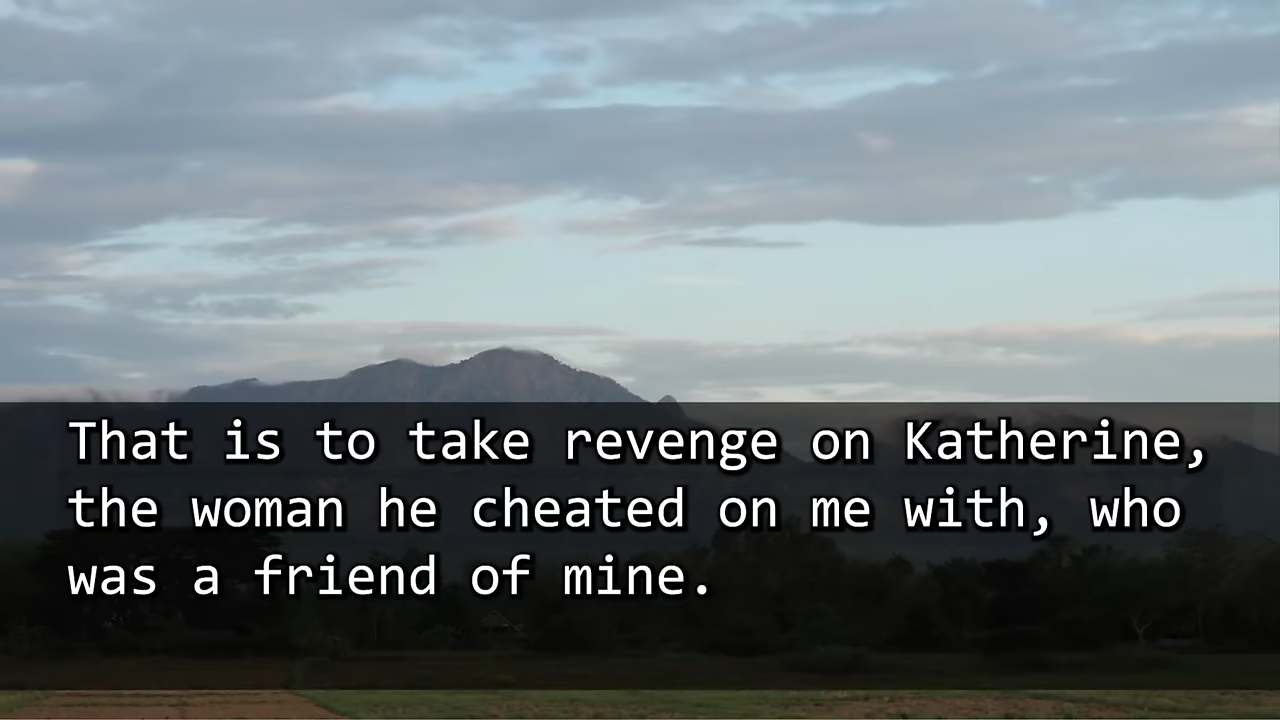 That is to take revenge on Katherine,
the woman he cheated on me with, who
was a friend of mine.